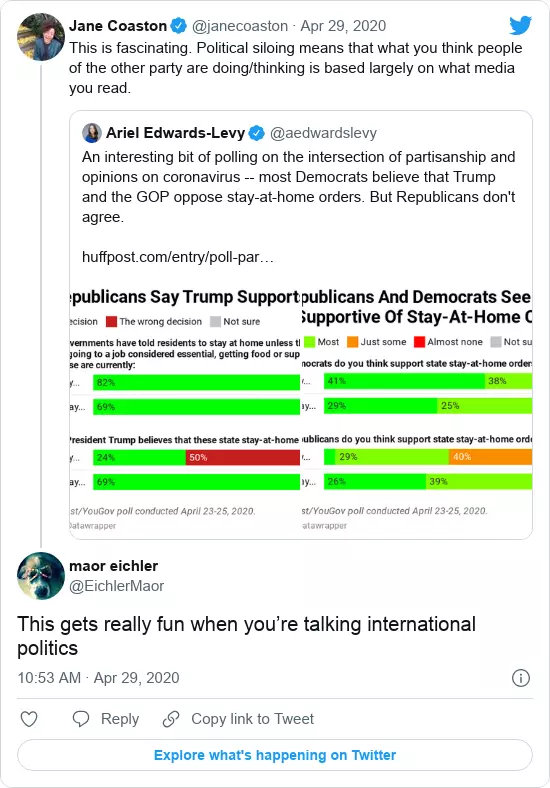 Jane Coaston @janecoaston · Apr 29, 2020
This is fascinating. Political siloing means that what you think people
of the other party are doing/thinking is based largely on what media
you read.
Ariel Edwards-Levy @aedwardslevy
An interesting bit of polling on the intersection of partisanship and
opinions on coronavirus -- most Democrats believe that Trump
and the GOP oppose stay-at-home orders. But Republicans don't
agree.
huffpost.com/entry/poll-par…
epublicans Say Trump Support
ecision The wrong decision Not sure
vernments have told residents to stay at home unless t
going to a job considered essential, getting food or sup
se are currently:
y... 82%
ay... 69%
President Trump believes that these state stay-at-home
y... 24% 50%
ay... 69%
st/YouGov poll conducted April 23-25, 2020.
atawrapper
publicans And Democrats See
Supportive Of Stay-At-Home O
Most Just some Almost none Not su
nocrats do you think support state stay-at-home order
y... 41% 38%
ay... 29% 25%
ublicans do you think support state stay-at-home orde
y... 29% 40%
ay... 26% 39%
st/YouGov poll conducted April 23-25, 2020.
atawrapper
maor eichler
@EichlerMaor
This gets really fun when you’re talking international
politics
10:53 AM · Apr 29, 2020
Reply Copy link to Tweet
Explore what's happening on Twitter